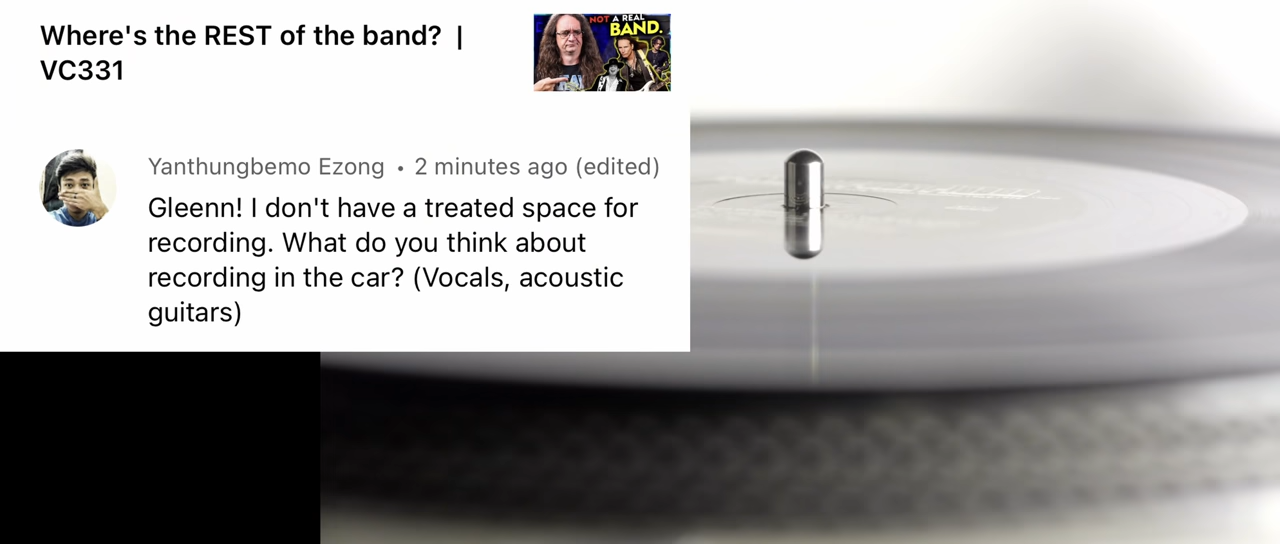 Where's the REST of the band? |
VC331
NOT A REAL
BAND.
Yanthungbemo Ezong • 2 minutes ago (edited)
Gleenn! I don't have a treated space for
recording. What do you think about
recording in the car? (Vocals, acoustic
guitars)